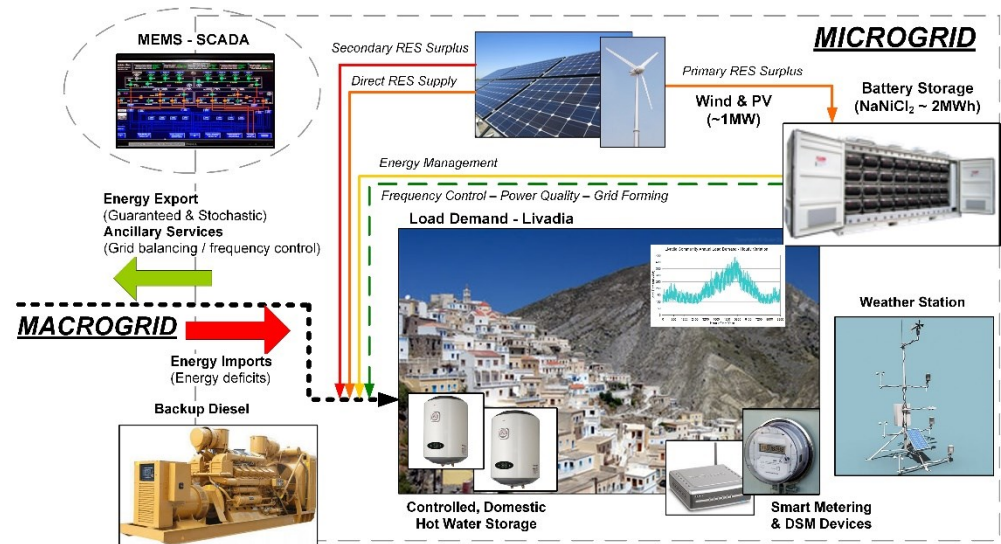 MEMS - SCADA
Secondary RES Surplus
Direct RES Supply
Primary RES Surplus
MICROGRID
Wind & PV
(~1MW)
Battery Storage
(NaNiCl₂ ~ 2MWh)
Energy Management
Frequency Control – Power Quality – Grid Forming
Energy Export
(Guaranteed & Stochastic)
Ancillary Services
(Grid balancing / frequency control)
Load Demand - Livadia
MACROGRID
Energy Imports
(Energy deficits)
Weather Station
Backup Diesel
Controlled, Domestic
Hot Water Storage
Smart Metering
& DSM Devices